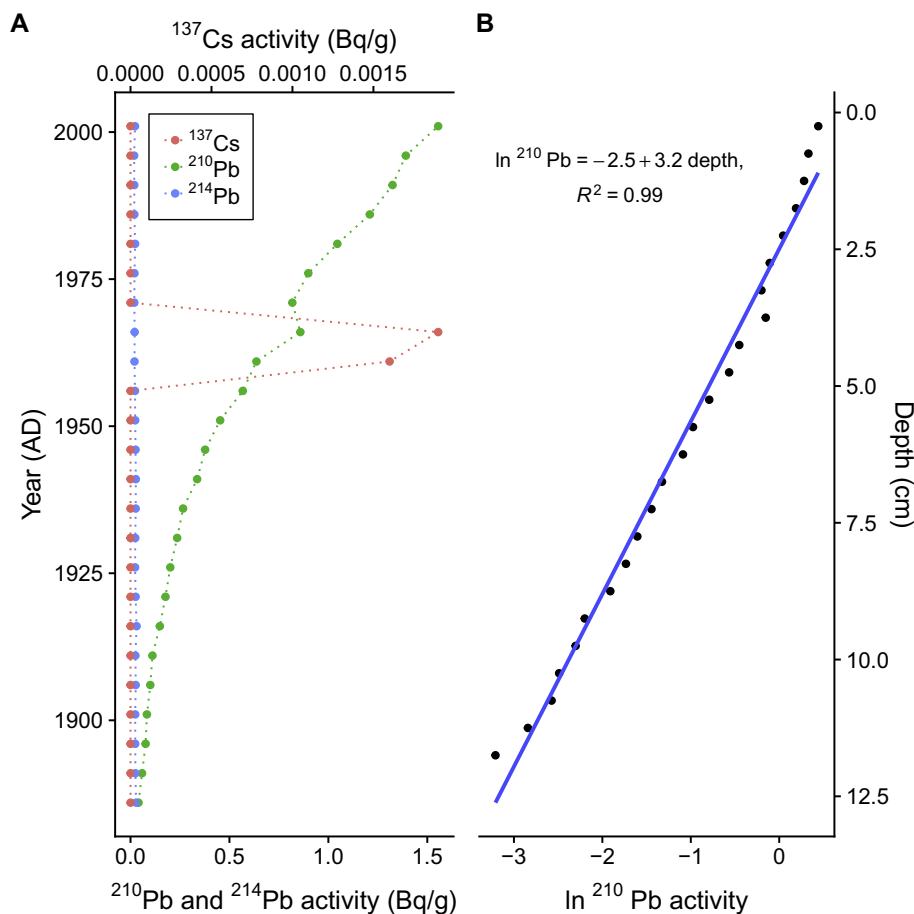 A
B
¹³⁷Cs activity (Bq/g)
0.0000 0.0005 0.0010 0.0015
¹³⁷Cs
²¹⁰Pb
²¹⁴Pb
2000
1975
1950
1925
1900
Year (AD)
0.0 0.5 1.0 1.5
²¹⁰Pb and ²¹⁴Pb activity (Bq/g)
ln ²¹⁰ Pb = −2.5 + 3.2 depth,
R² = 0.99
0.0
2.5
5.0
7.5
10.0
12.5
Depth (cm)
−3 −2 −1 0
ln ²¹⁰ Pb activity